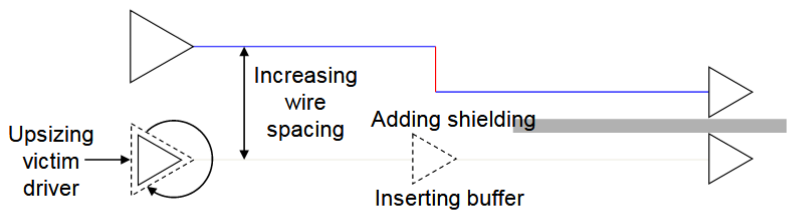 Increasing
wire
spacing
Adding shielding
Upsizing
victim
driver
Inserting buffer